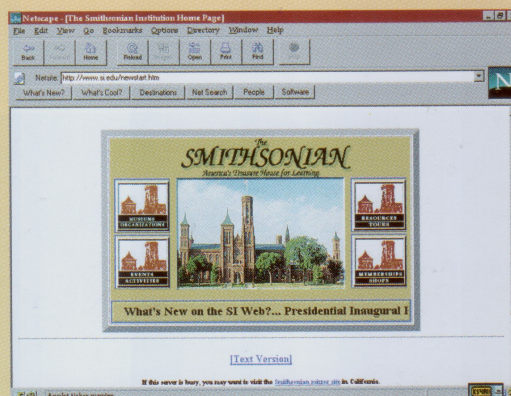 Netscape - [The Smithsonian Institution Home Page]
File Edit View Go Bookmarks Options Directory Window Help
Back Forward Home Reload Images Open Print Find Stop
Netsite: http://www.si.edu/newstart.htm
What's New? What's Cool? Destinations Net Search People Software
N
The
SMITHSONIAN
America's Treasure House for Learning
MUSEUMS
ORGANIZATIONS
RESOURCES
TOURS
EVENTS
ACTIVITIES
MEMBERSHIPS
SHOPS
What's New on the SI Web?... Presidential Inaugural I
[Text Version]
If this server is busy, you may want to visit the Smithsonian mirror site in California.